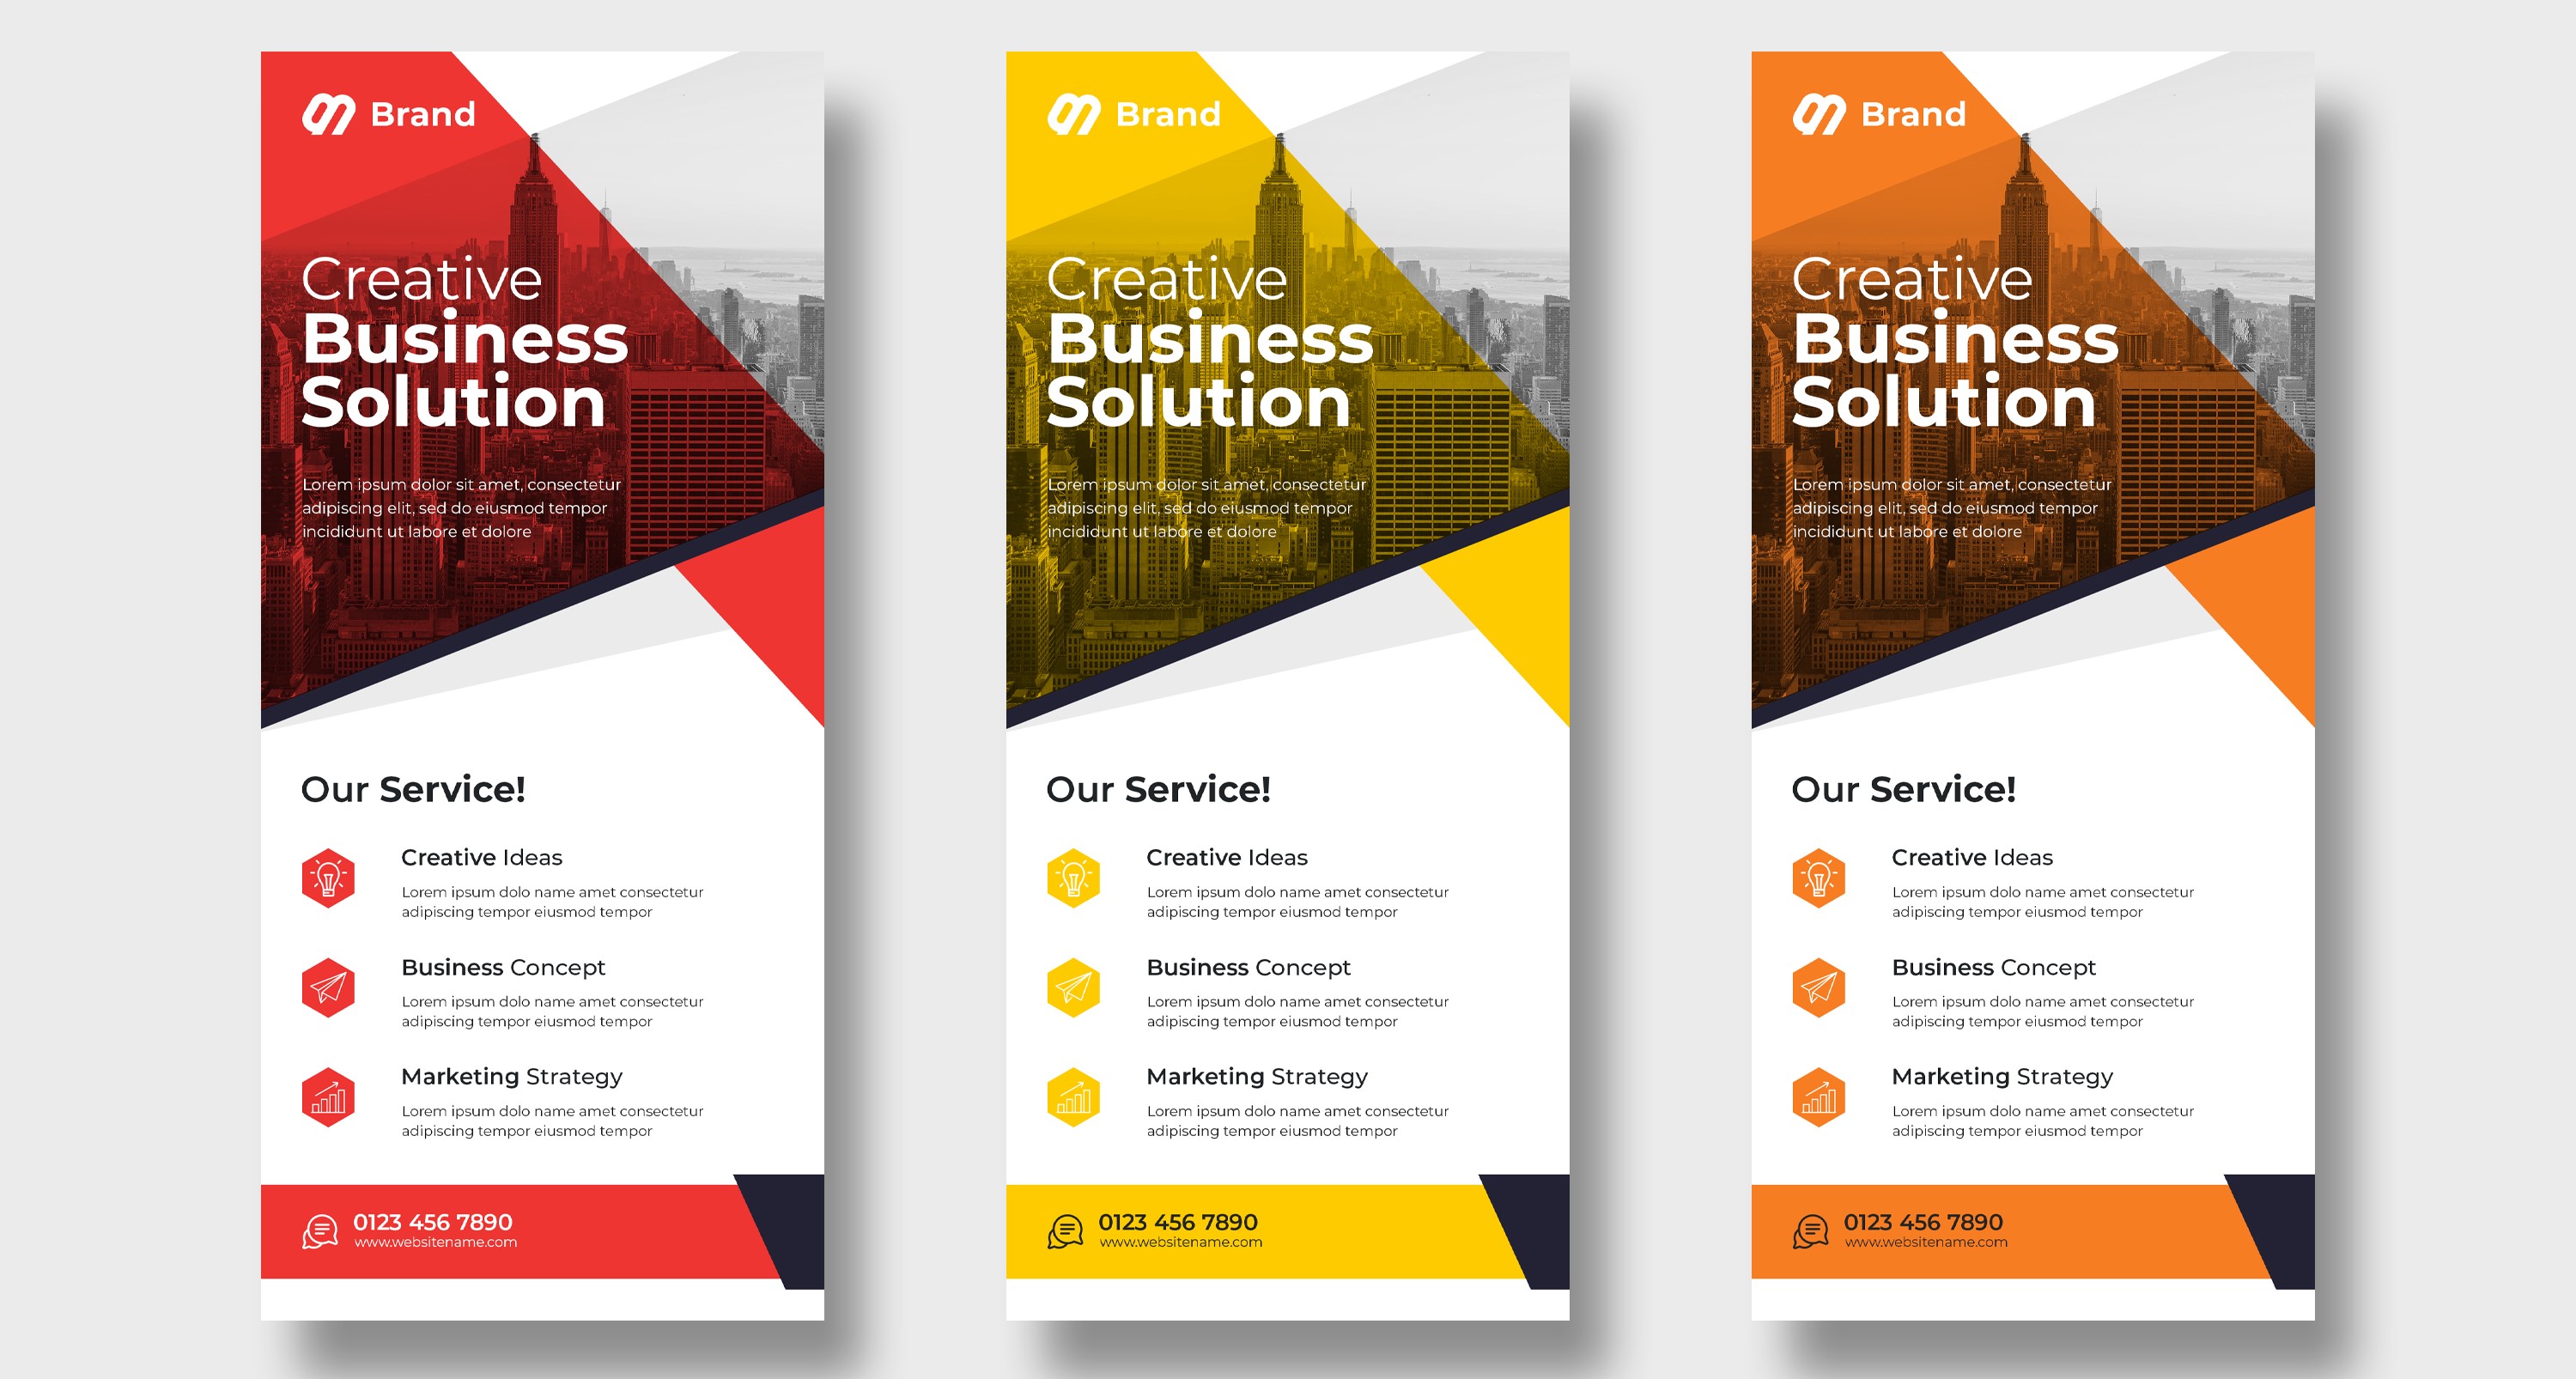 Brand
Creative
Business
Solution
Lorem ipsum dolor sit amet, consectetur
adipiscing elit, sed do eiusmod tempor
incididunt ut labore et dolore
Our Service!
Creative Ideas
Lorem ipsum dolo name amet consectetur
adipiscing tempor eiusmod tempor
Business Concept
Lorem ipsum dolo name amet consectetur
adipiscing tempor eiusmod tempor
Marketing Strategy
Lorem ipsum dolo name amet consectetur
adipiscing tempor eiusmod tempor
0123 456 7890
www.websitename.com
Brand
Creative
Business
Solution
Lorem ipsum dolor sit amet, consectetur
adipiscing elit, sed do eiusmod tempor
incididunt ut labore et dolore
Our Service!
Creative Ideas
Lorem ipsum dolo name amet consectetur
adipiscing tempor eiusmod tempor
Business Concept
Lorem ipsum dolo name amet consectetur
adipiscing tempor eiusmod tempor
Marketing Strategy
Lorem ipsum dolo name amet consectetur
adipiscing tempor eiusmod tempor
0123 456 7890
www.websitename.com
Brand
Creative
Business
Solution
Lorem ipsum dolor sit amet, consectetur
adipiscing elit, sed do eiusmod tempor
incididunt ut labore et dolore
Our Service!
Creative Ideas
Lorem ipsum dolo name amet consectetur
adipiscing tempor eiusmod tempor
Business Concept
Lorem ipsum dolo name amet consectetur
adipiscing tempor eiusmod tempor
Marketing Strategy
Lorem ipsum dolo name amet consectetur
adipiscing tempor eiusmod tempor
0123 456 7890
www.websitename.com